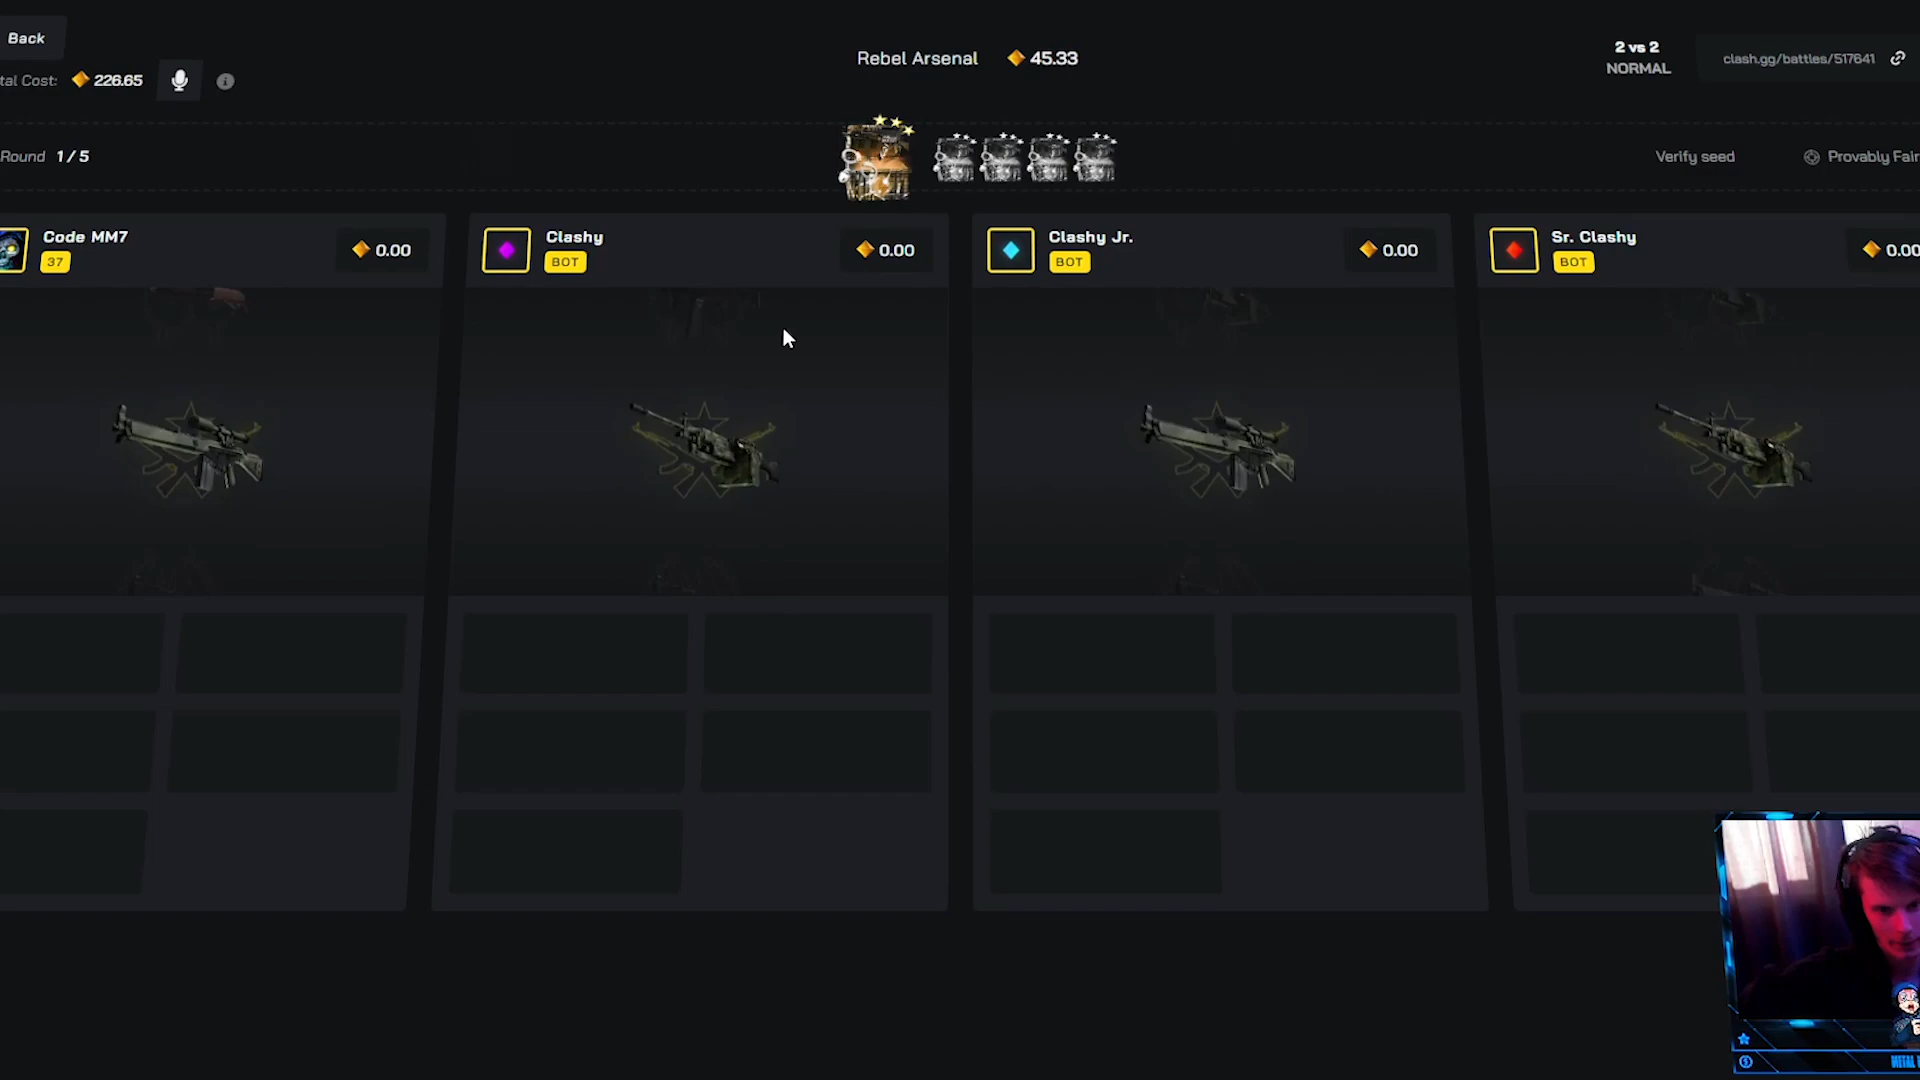 Back
tal Cost: 226.65
Rebel Arsenal 45.33
2 vs 2
NORMAL
clash.gg/battles/517641
Round 1 / 5
Verify seed
Provably Fair
Code MM7
37
0.00
Clashy
BOT
0.00
Clashy Jr.
BOT
0.00
Sr. Clashy
BOT
0.00
METAL